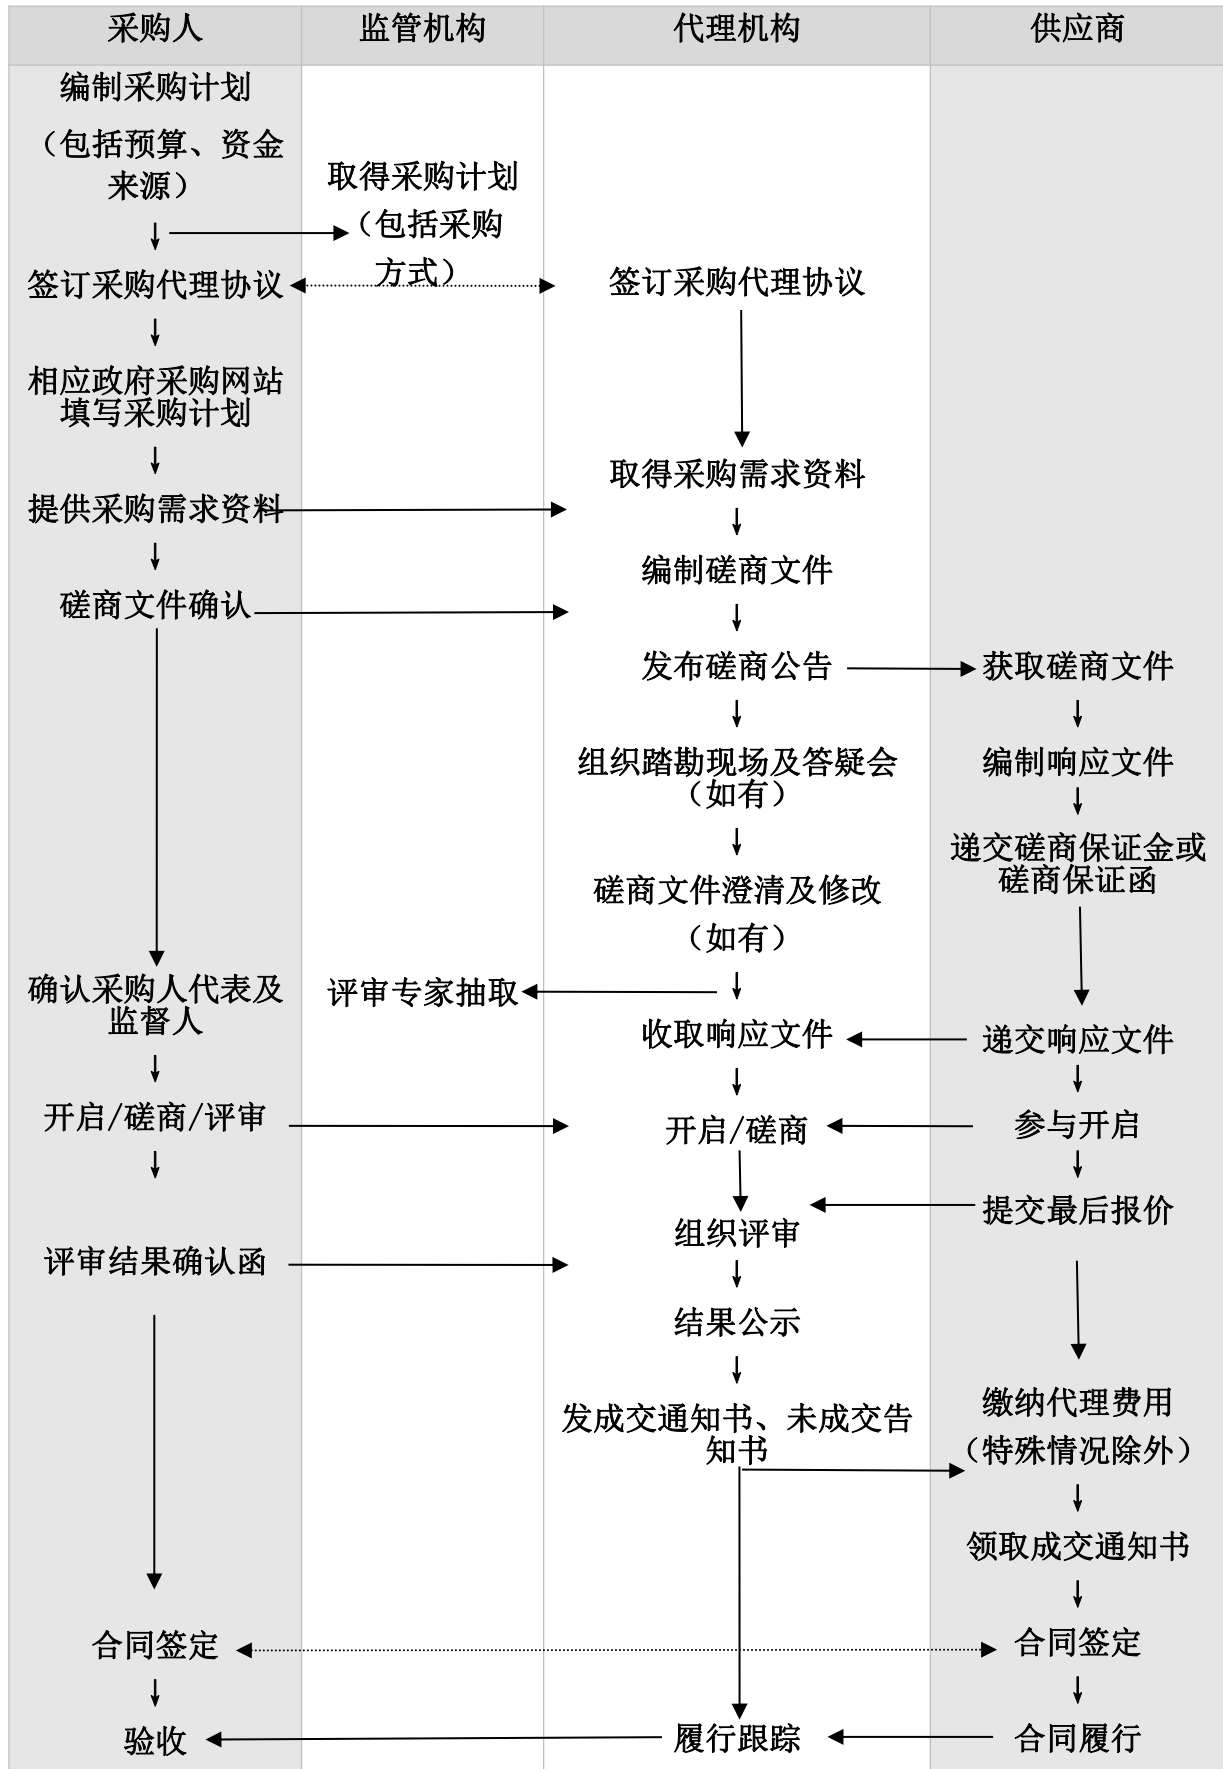 采购人
监管机构
代理机构
供应商
编制采购计划
（包括预算、资金
来源）
签订采购代理协议
相应政府采购网站
填写采购计划
提供采购需求资料
磋商文件确认
确认采购人代表及
监督人
开启/磋商/评审
评审结果确认函
合同签定
验收
取得采购计划
（包括采购
方式）
评审专家抽取
签订采购代理协议
取得采购需求资料
编制磋商文件
发布磋商公告
组织踏勘现场及答疑会
（如有）
磋商文件澄清及修改
（如有）
收取响应文件
开启/磋商
组织评审
结果公示
发成交通知书、未成交告
知书
履行跟踪
获取磋商文件
编制响应文件
递交磋商保证金或
磋商保证函
递交响应文件
参与开启
提交最后报价
缴纳代理费用
（特殊情况除外）
领取成交通知书
合同签定
合同履行